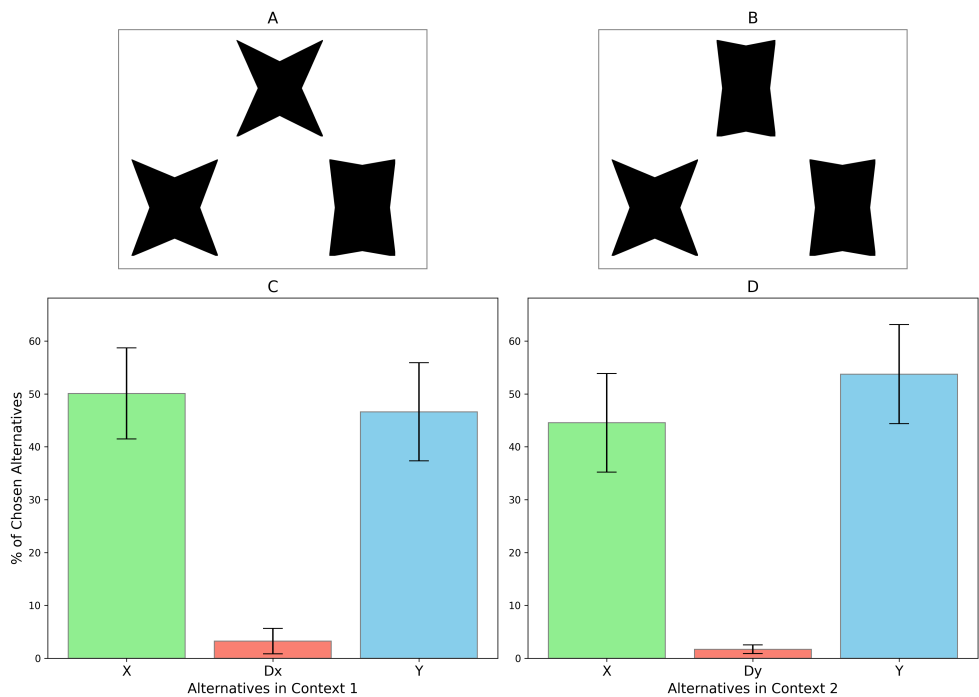 A
B
C
D
% of Chosen Alternatives
60
50
40
30
20
10
0
X
Dx
Y
Alternatives in Context 1
60
50
40
30
20
10
0
X
Dy
Y
Alternatives in Context 2